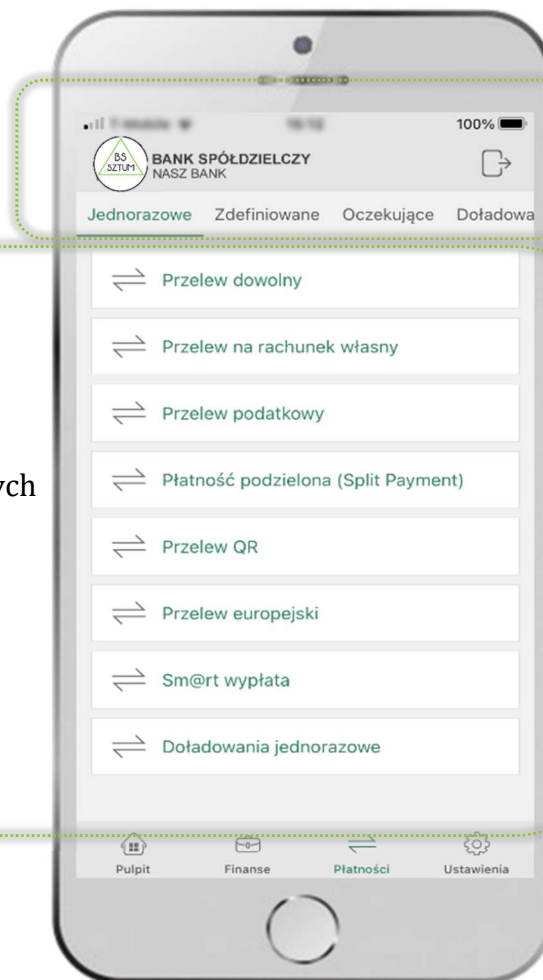 100%
BS
SZTUM
BANK SPÓŁDZIELCZY
NASZ BANK
Jednorazowe Zdefiniowane Oczekujące Doładowa
Przelew dowolny
Przelew na rachunek własny
Przelew podatkowy
ych
Płatność podzielona (Split Payment)
Przelew QR
Przelew europejski
Sm@rt wypłata
Doładowania jednorazowe
Pulpit Finanse Płatności Ustawienia